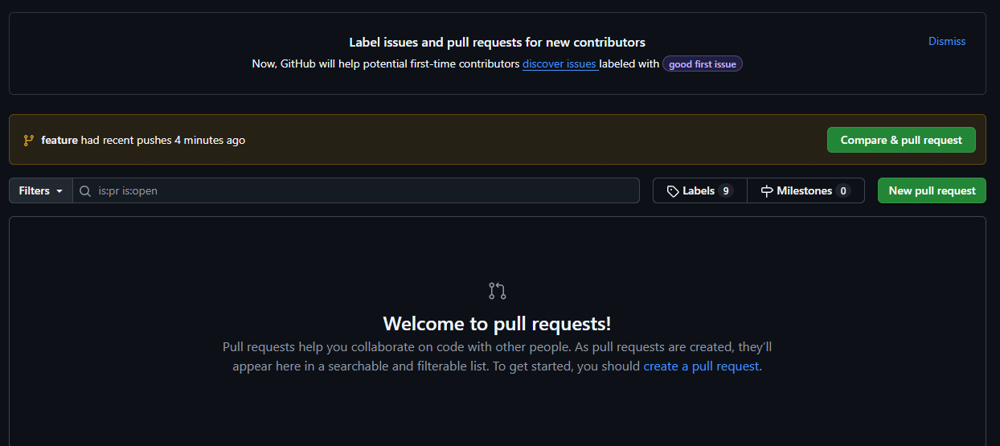 Label issues and pull requests for new contributors
Dismiss
Now, GitHub will help potential first-time contributors discover issues labeled with good first issue
feature had recent pushes 4 minutes ago
Compare & pull request
Filters
is:pr is:open
Labels 9
Milestones 0
New pull request
Welcome to pull requests!
Pull requests help you collaborate on code with other people. As pull requests are created, they’ll
appear here in a searchable and filterable list. To get started, you should create a pull request.